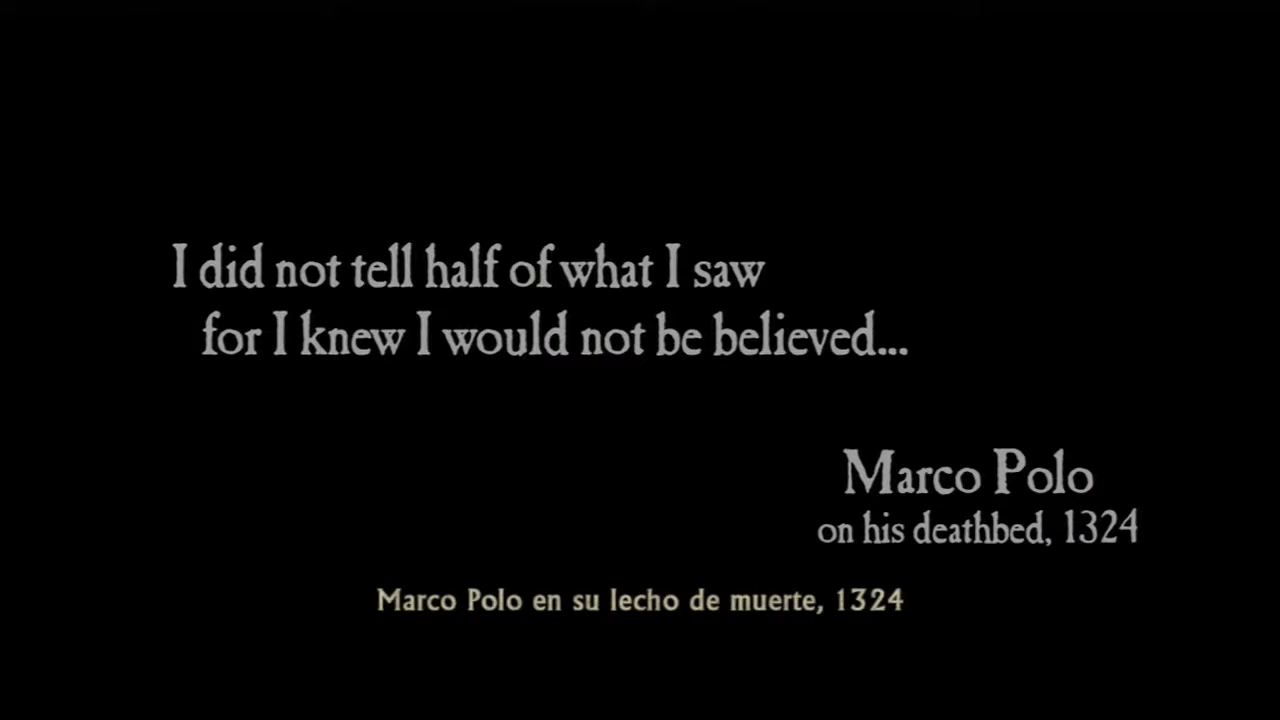 I did not tell half of what I saw
for I knew I would not be believed...
Marco Polo
on his deathbed, 1324
Marco Polo en su lecho de muerte, 1324